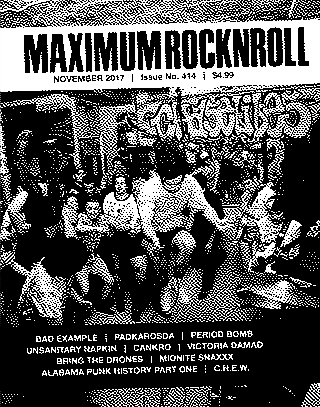 MAXIMUMROCKNROLL
NOVEMBER 2017 | Issue No. 414 | $4.99
BAD EXAMPLE | PADKAROSDA | PERIOD BOMB
UNSANITARY NAPKIN | CANKRO | VICTORIA DAMAD
BRING THE DRONES | MIDNITE SNAXXX
ALABAMA PUNK HISTORY PART ONE | C.H.E.W.